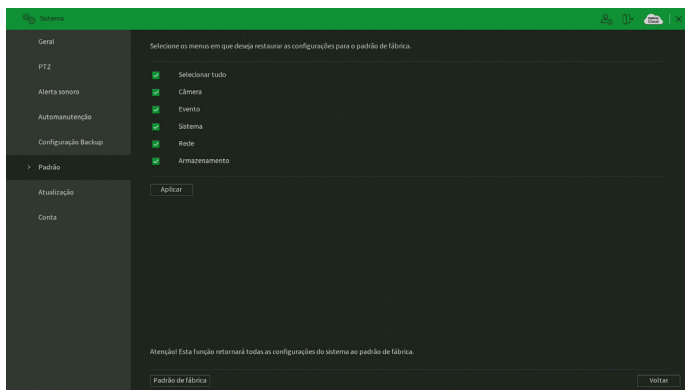 Sistema
Geral
PTZ
Alerta sonoro
Automanutenção
Configuração Backup
> Padrão
Atualização
Conta
Selecione os menus em que deseja restaurar as configurações para o padrão de fábrica.
Selecionar tudo
Câmera
Evento
Sistema
Rede
Armazenamento
Aplicar
Atenção! Esta função retornará todas as configurações do sistema ao padrão de fábrica.
Padrão de fábrica
Voltar